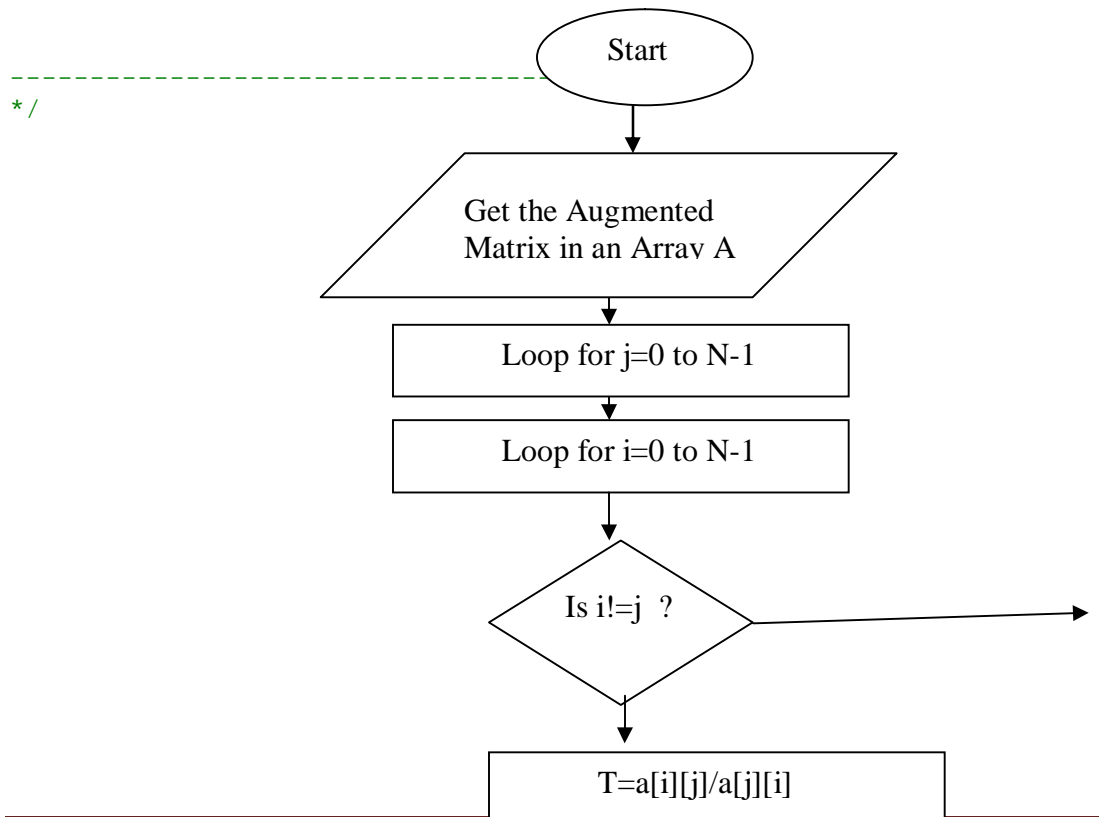 Start
------------------------------------
*/
Get the Augmented
Matrix in an Array A
Loop for j=0 to N-1
Loop for i=0 to N-1
Is i!=j ?
T=a[i][j]/a[j][i]